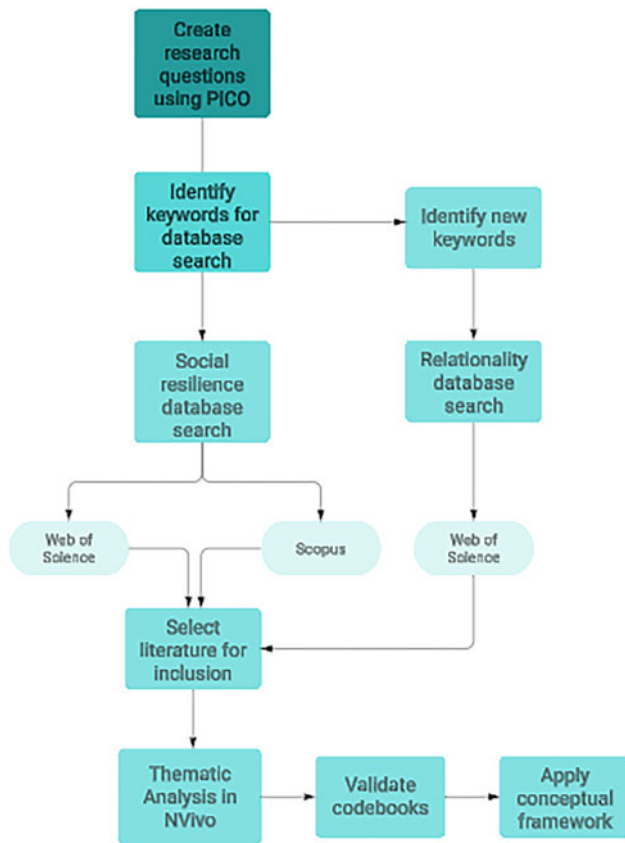 Create
research
questions
using PICO
Identify
keywords for
database
search
Identify new
keywords
Social
resilience
database
search
Relationality
database
search
Web of
Science
Scopus
Web of
Science
Select
literature for
inclusion
Thematic
Analysis in
NVivo
Validate
codebooks
Apply
conceptual
framework